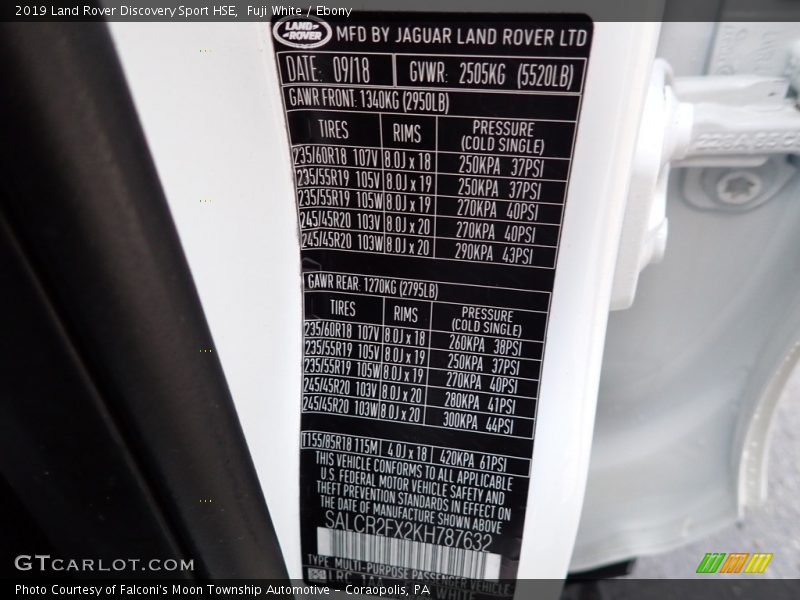 2019 Land Rover Discovery Sport HSE, Fuji White / Ebony
LAND-ROVER MFD BY JAGUAR LAND ROVER LTD
DATE: 09/18 GVWR: 2505KG (5520LB)
GAWR FRONT: 1340KG (2950LB)
TIRES RIMS PRESSURE (COLD SINGLE)
235/60R18 107V 8.0J x 18 250KPA 37PSI
235/55R19 105V 8.0J x 19 250KPA 37PSI
235/55R19 105W 8.0J x 19 270KPA 40PSI
245/45R20 103V 8.0J x 20 270KPA 40PSI
245/45R20 103W 8.0J x 20 290KPA 43PSI
GAWR REAR: 1270KG (2795LB)
TIRES RIMS PRESSURE (COLD SINGLE)
235/60R18 107V 8.0J x 18 260KPA 38PSI
235/55R19 105V 8.0J x 19 250KPA 37PSI
235/55R19 105W 8.0J x 19 270KPA 40PSI
245/45R20 103V 8.0J x 20 280KPA 41PSI
245/45R20 103W 8.0J x 20 300KPA 44PSI
T155/85R18 115M 4.0J x 18 420KPA 61PSI
THIS VEHICLE CONFORMS TO ALL APPLICABLE
U.S. FEDERAL MOTOR VEHICLE SAFETY AND
THEFT PREVENTION STANDARDS IN EFFECT ON
THE DATE OF MANUFACTURE SHOWN ABOVE
SALCR2FX2KH787632
TYPE: MULTI-PURPOSE PASSENGER VEHICLE
WHITE
GTCARLOT.COM
Photo Courtesy of Falconi's Moon Township Automotive - Coraopolis, PA